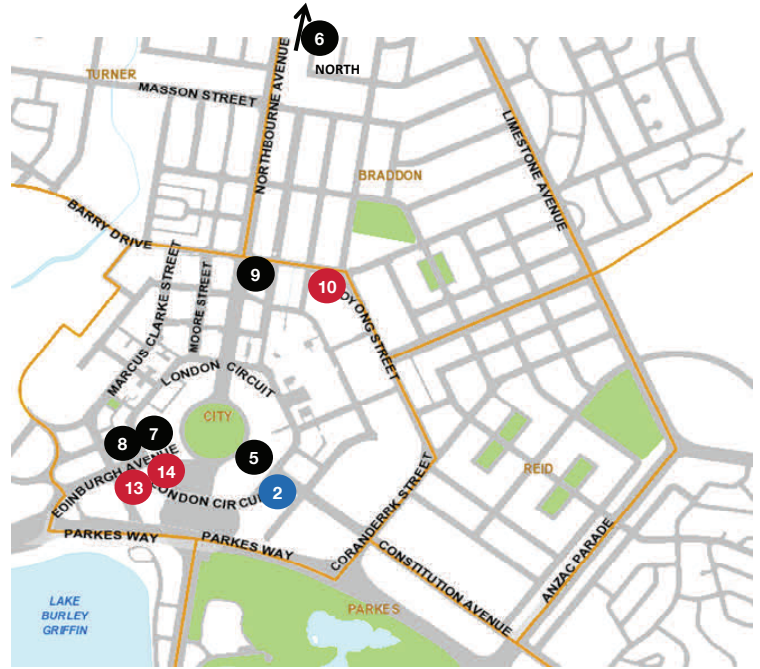 6
NORTH
TURNER
MASSON STREET
NORTHBOURNE AVENUE
LIMESTONE AVENUE
BRADDON
BARRY DRIVE
9
10
OYONG STREET
MARCUS CLARKE STREET
MOORE STREET
LONDON CIRCUIT
CITY
7
8
5
EDINBURGH AVENUE
14
13
2
LONDON CIRCUI
REID
CORANDERRK STREET
PARKES WAY
PARKES WAY
CONSTITUTION AVENUE
ANZAC PARADE
LAKE
BURLEY
GRIFFIN
PARKES